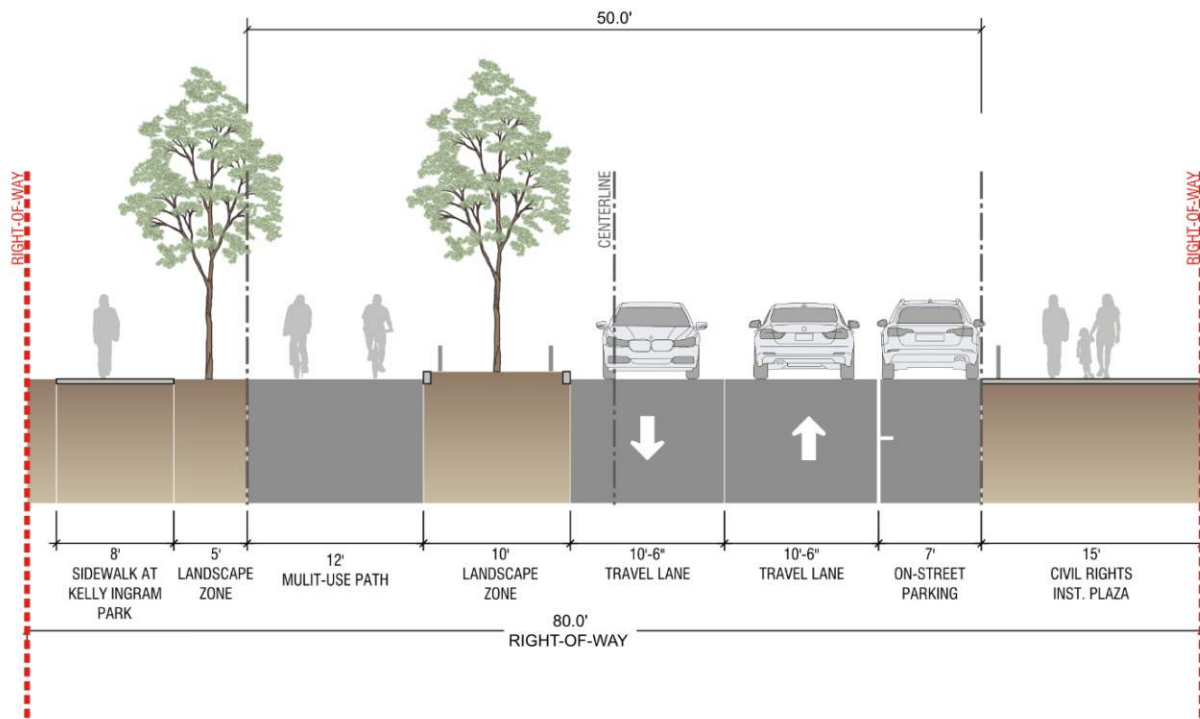 50.0'
RIGHT-OF-WAY
CENTERLINE
RIGHT-OF-WAY
8'
SIDEWALK AT
KELLY INGRAM
PARK
5'
LANDSCAPE
ZONE
12'
MULIT-USE PATH
10'
LANDSCAPE
ZONE
10'-6"
TRAVEL LANE
10'-6"
TRAVEL LANE
7'
ON-STREET
PARKING
15'
CIVIL RIGHTS
INST. PLAZA
80.0'
RIGHT-OF-WAY